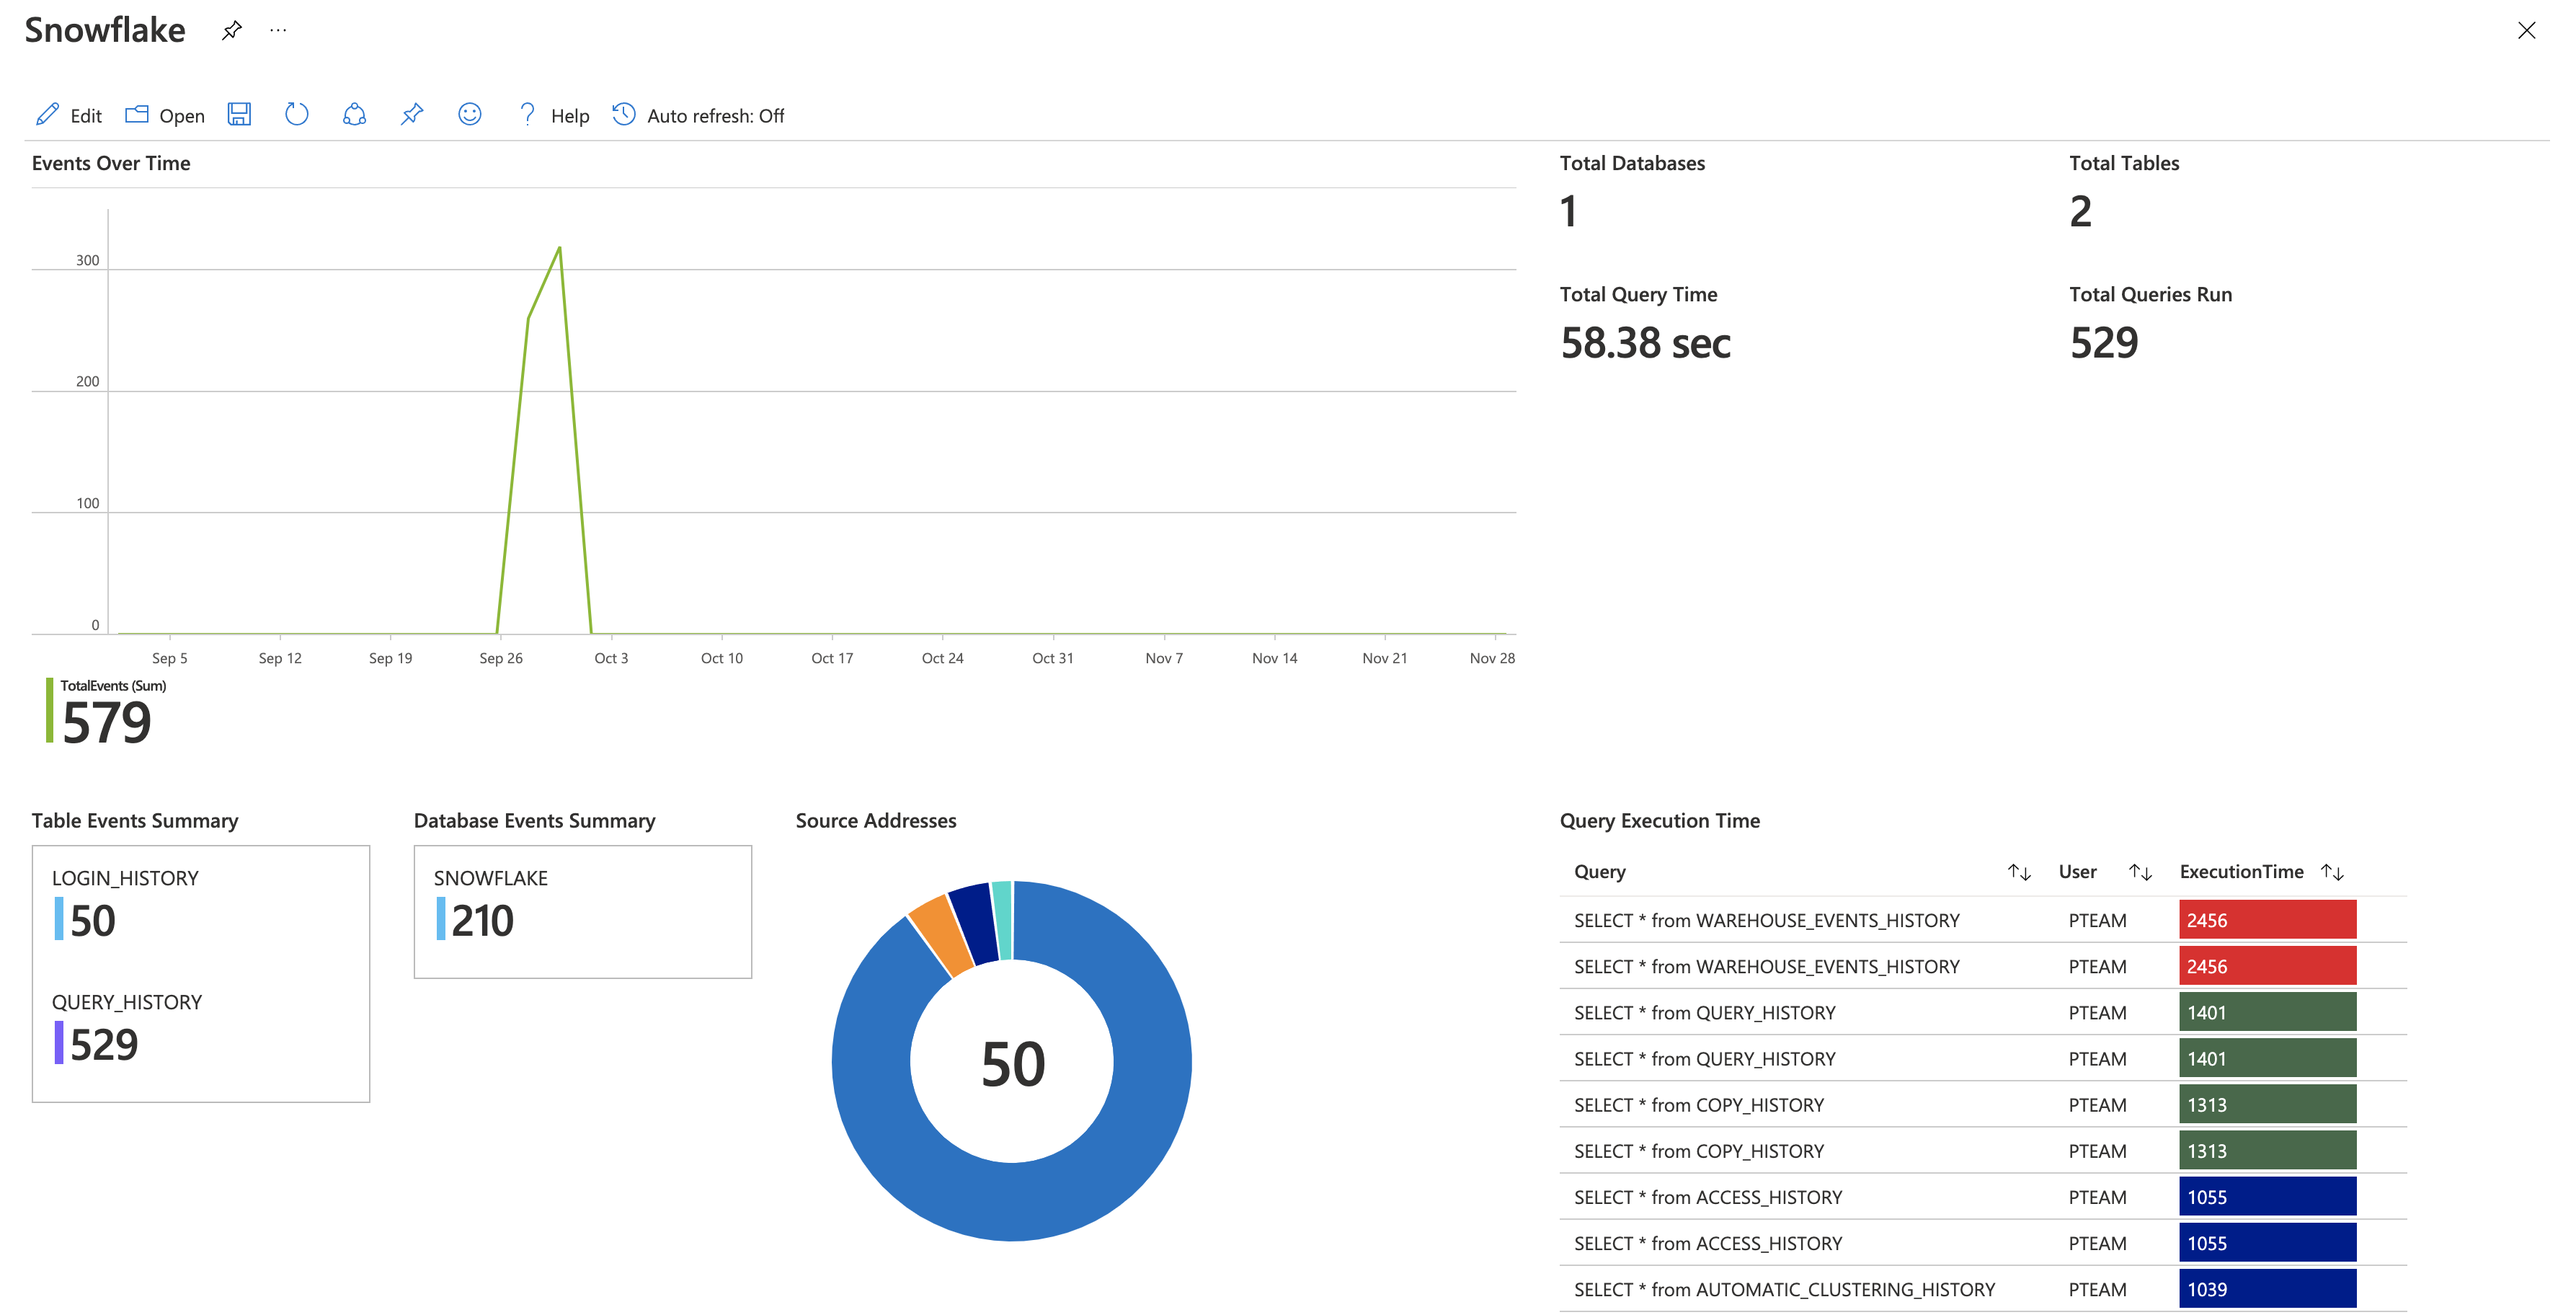 Snowflake
Edit Open Help Auto refresh: Off
Events Over Time
300
200
100
0
Sep 5 Sep 12 Sep 19 Sep 26 Oct 3 Oct 10 Oct 17 Oct 24 Oct 31 Nov 7 Nov 14 Nov 21 Nov 28
TotalEvents (Sum)
579
Total Databases
1
Total Tables
2
Total Query Time
58.38 sec
Total Queries Run
529
Table Events Summary
LOGIN_HISTORY
50
QUERY_HISTORY
529
Database Events Summary
SNOWFLAKE
210
Source Addresses
50
Query Execution Time
Query User ExecutionTime
SELECT * from WAREHOUSE_EVENTS_HISTORY PTEAM 2456
SELECT * from WAREHOUSE_EVENTS_HISTORY PTEAM 2456
SELECT * from QUERY_HISTORY PTEAM 1401
SELECT * from QUERY_HISTORY PTEAM 1401
SELECT * from COPY_HISTORY PTEAM 1313
SELECT * from COPY_HISTORY PTEAM 1313
SELECT * from ACCESS_HISTORY PTEAM 1055
SELECT * from ACCESS_HISTORY PTEAM 1055
SELECT * from AUTOMATIC_CLUSTERING_HISTORY PTEAM 1039